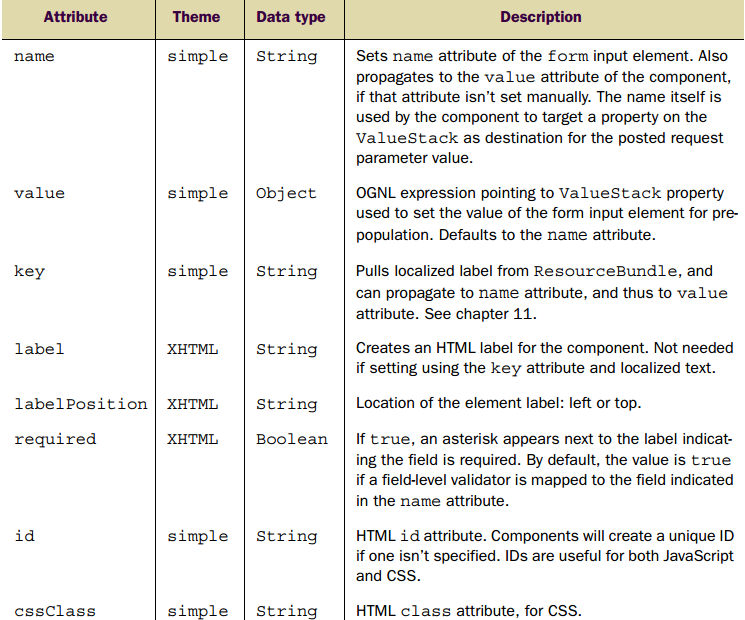 Attribute Theme Data type Description
name simple String Sets name attribute of the form input element. Also
propagates to the value attribute of the component,
if that attribute isn't set manually. The name itself is
used by the component to target a property on the
ValueStack as destination for the posted request
parameter value.
value simple Object OGNL expression pointing to ValueStack property
used to set the value of the form input element for pre-
population. Defaults to the name attribute.
key simple String Pulls localized label from ResourceBundle, and
can propagate to name attribute, and thus to value
attribute. See chapter 11.
label XHTML String Creates an HTML label for the component. Not needed
if setting using the key attribute and localized text.
labelPosition XHTML String Location of the element label: left or top.
required XHTML Boolean If true, an asterisk appears next to the label indicat-
ing the field is required. By default, the value is true
if a field-level validator is mapped to the field indicated
in the name attribute.
id simple String HTML id attribute. Components will create a unique ID
if one isn't specified. IDs are useful for both JavaScript
and CSS.
cssClass simple String HTML class attribute, for CSS.